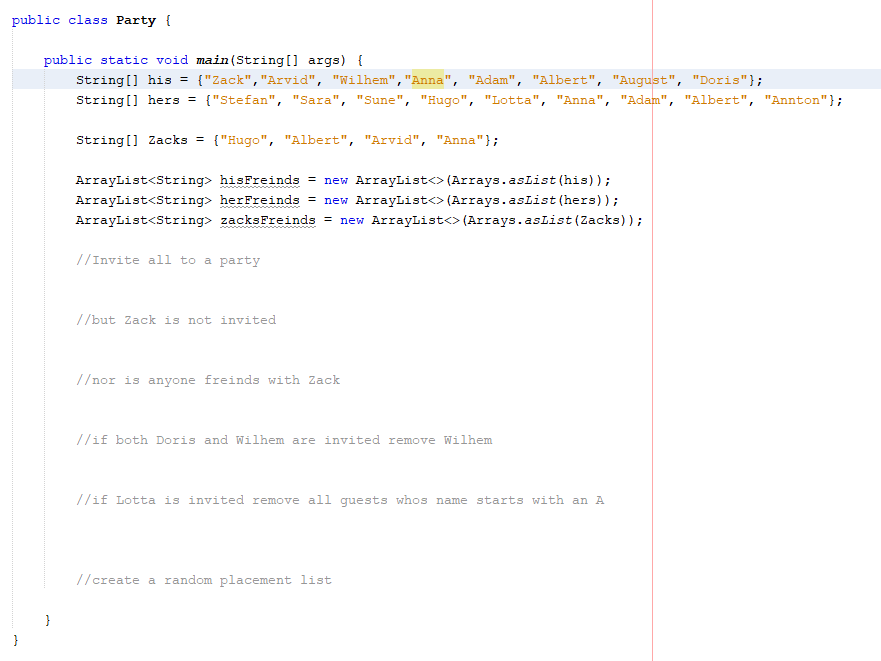 public class Party {
public static void main(String[] args) {
String[] his = {"Zack","Arvid", "Wilhem","Anna", "Adam", "Albert", "August", "Doris"};
String[] hers = {"Stefan", "Sara", "Sune", "Hugo", "Lotta", "Anna", "Adam", "Albert", "Annton"};
String[] Zacks = {"Hugo", "Albert", "Arvid", "Anna"};
ArrayList<String> hisFreinds = new ArrayList<>(Arrays.asList(his));
ArrayList<String> herFreinds = new ArrayList<>(Arrays.asList(hers));
ArrayList<String> zacksFreinds = new ArrayList<>(Arrays.asList(Zacks));
//Invite all to a party
//but Zack is not invited
//nor is anyone freinds with Zack
//if both Doris and Wilhem are invited remove Wilhem
//if Lotta is invited remove all guests whos name starts with an A
//create a random placement list
}
}